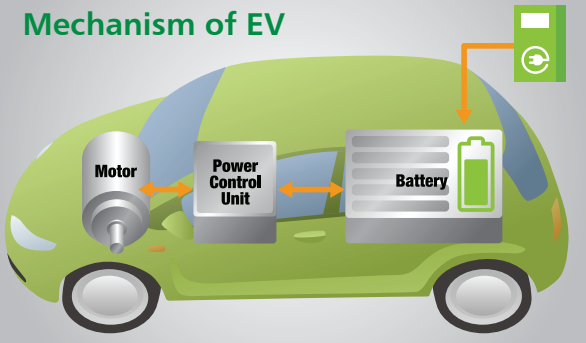 Mechanism of EV
Motor
Power
Control
Unit
Battery